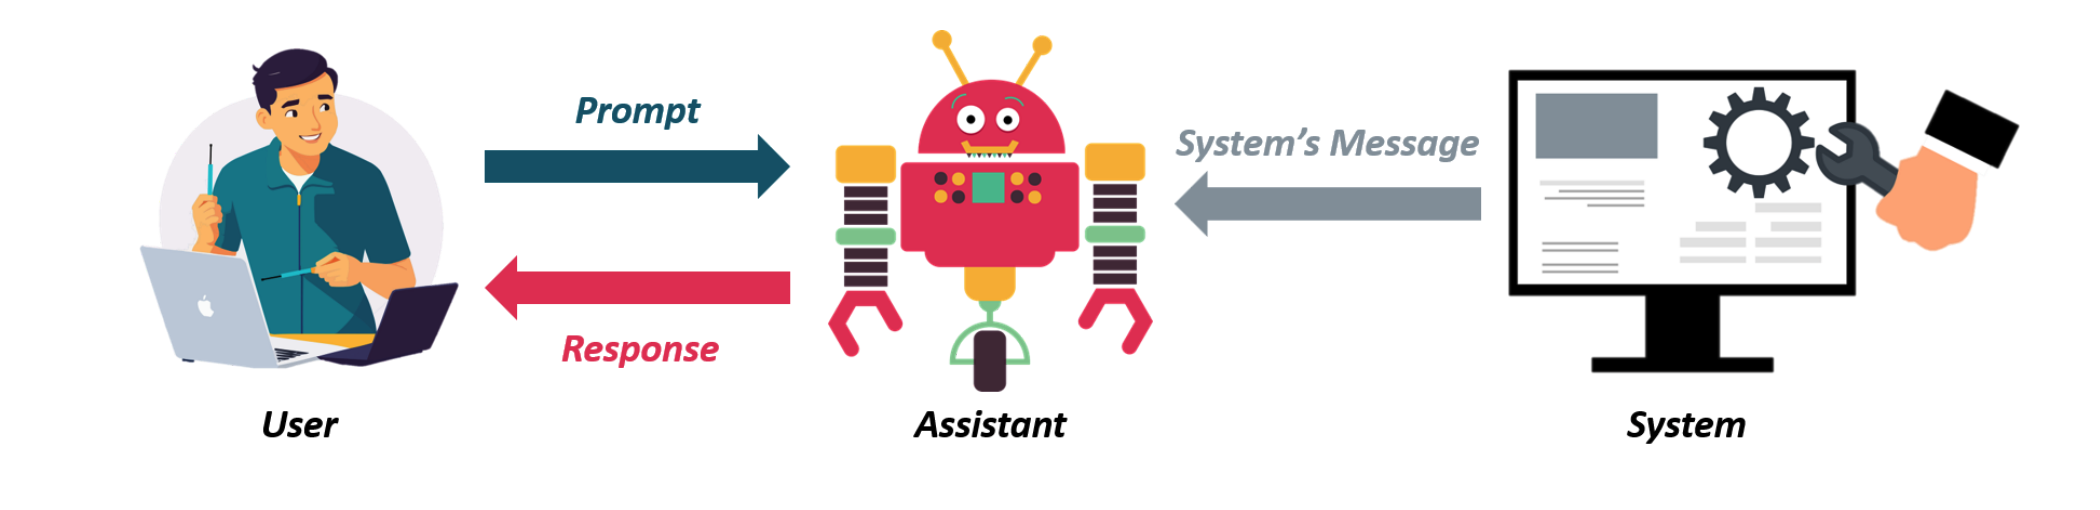 Prompt
System's Message
Response
User
Assistant
System